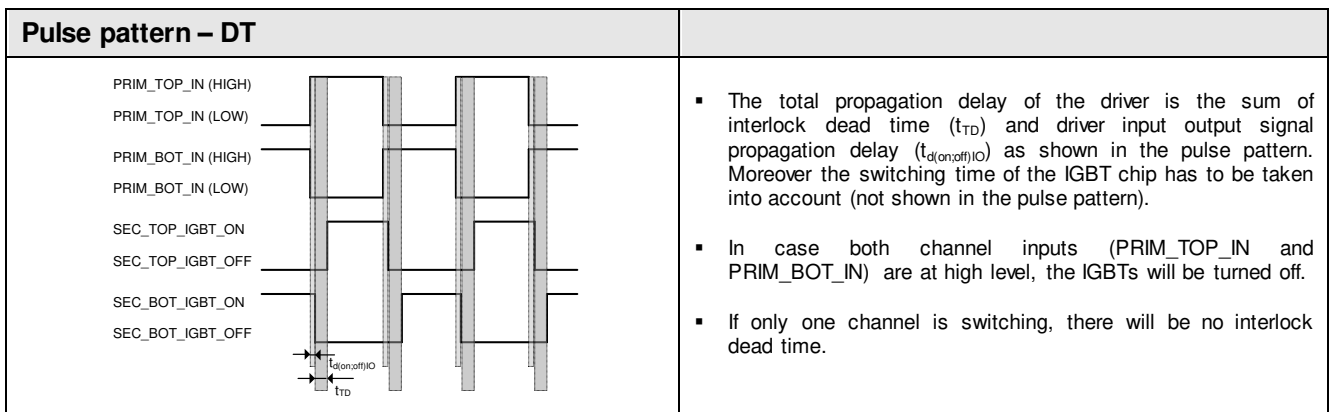 Pulse pattern – DT
PRIM_TOP_IN (HIGH)
PRIM_TOP_IN (LOW)
PRIM_BOT_IN (HIGH)
PRIM_BOT_IN (LOW)
SEC_TOP_IGBT_ON
SEC_TOP_IGBT_OFF
SEC_BOT_IGBT_ON
SEC_BOT_IGBT_OFF
td(on;off)IO
tTD
▪ The total propagation delay of the driver is the sum of
interlock dead time (tTD) and driver input output signal
propagation delay (td(on;off)IO) as shown in the pulse pattern.
Moreover the switching time of the IGBT chip has to be taken
into account (not shown in the pulse pattern).
▪ In case both channel inputs (PRIM_TOP_IN and
PRIM_BOT_IN) are at high level, the IGBTs will be turned off.
▪ If only one channel is switching, there will be no interlock
dead time.